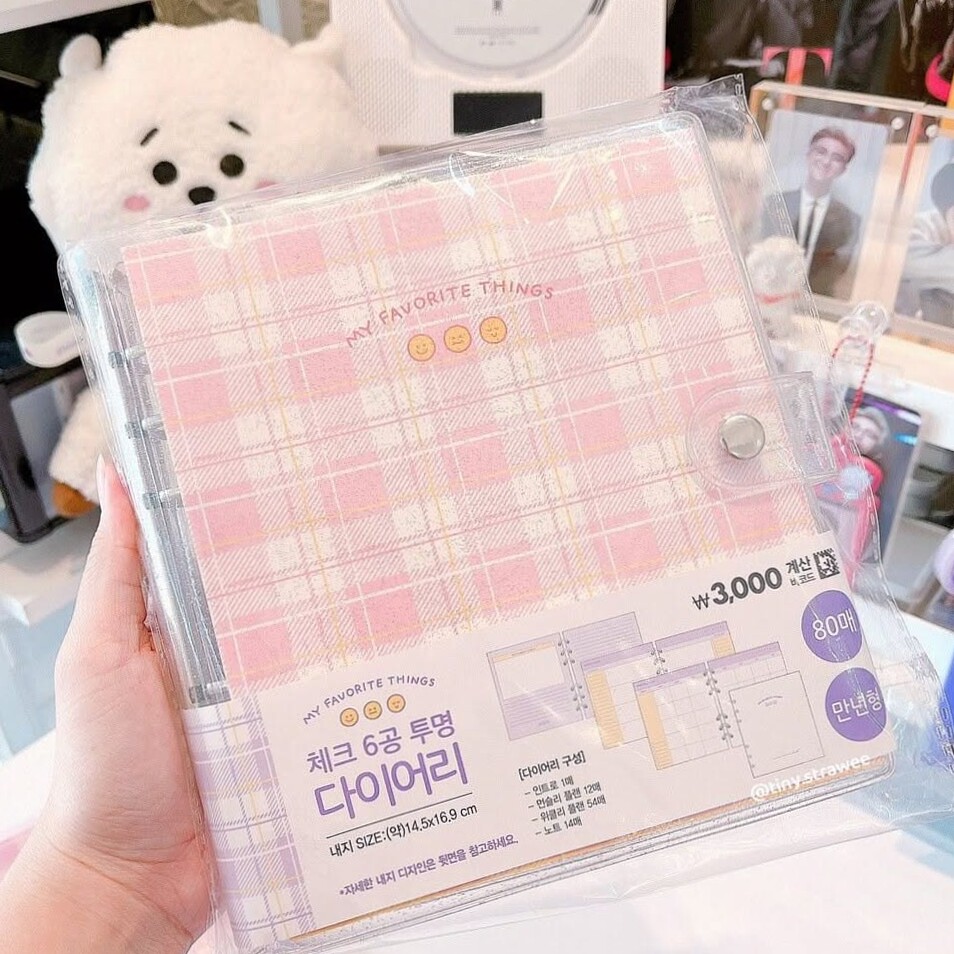 MY FAVORITE THINGS
₩3,000
계산
바코드
80매
만년형
MY FAVORITE THINGS
체크 6공 투명
다이어리
내지 SIZE:(약)14.5x16.9 cm
*자세한 내지 디자인은 뒷면을 참고하세요.
[다이어리 구성]
- 인트로 1매
- 먼슬리 플랜 12매
- 위클리 플랜 54매
- 노트 14매
@tiny.strawee